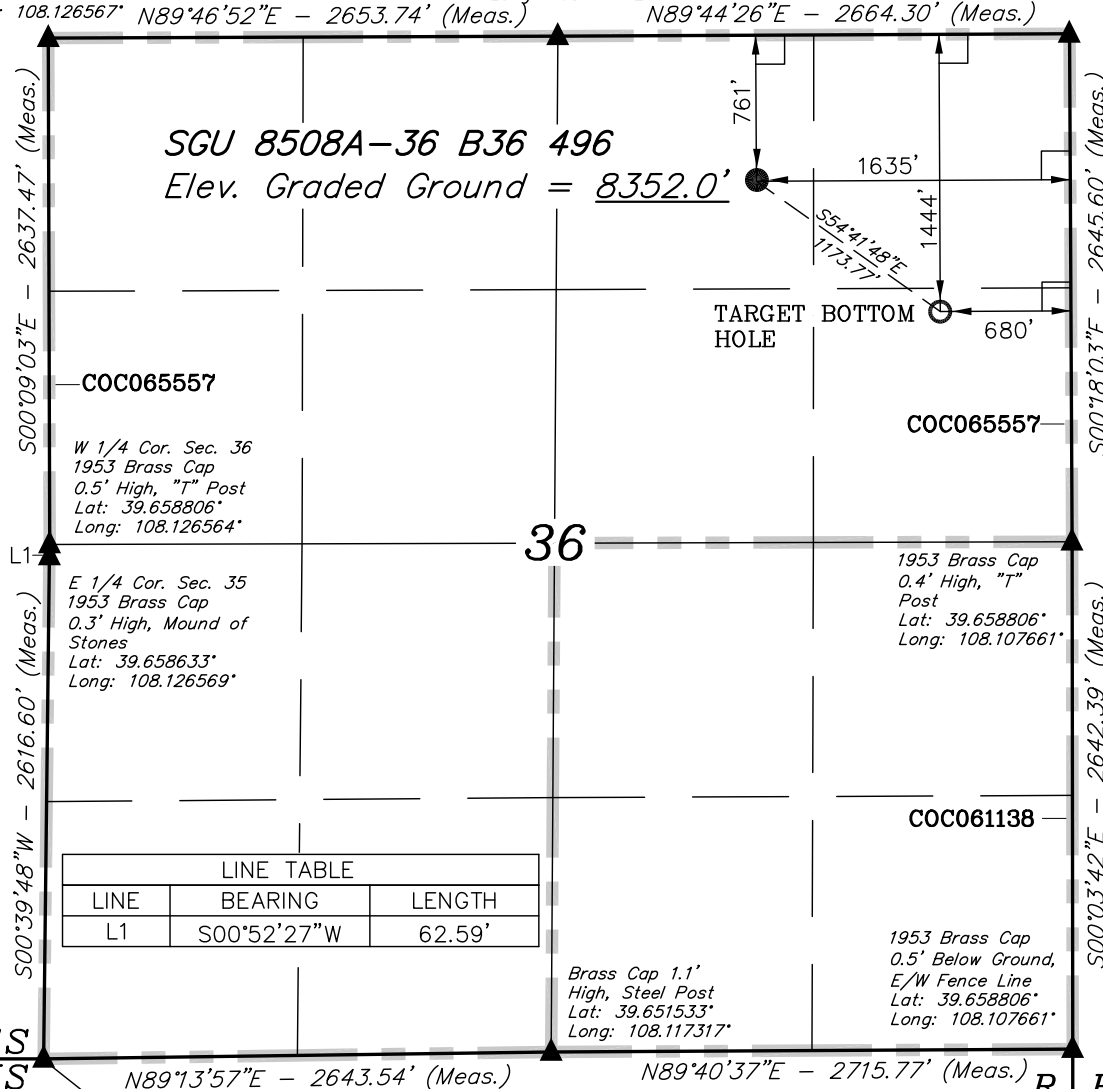 108.126567°
N89°46'52"E - 2653.74' (Meas.)
N89°44'26"E - 2664.30' (Meas.)
S00°09'03"E - 2637.47' (Meas.)
S00°18'03"E - 2645.60' (Meas.)
SGU 8508A-36 B36 496
Elev. Graded Ground = 8352.0'
761'
1635'
1444'
S54°41'48"E
1173.77'
TARGET BOTTOM
HOLE
680'
COC065557
COC065557
W 1/4 Cor. Sec. 36
1953 Brass Cap
0.5' High, "T" Post
Lat: 39.658806°
Long: 108.126564°
L1
36
E 1/4 Cor. Sec. 35
1953 Brass Cap
0.3' High, Mound of
Stones
Lat: 39.658633°
Long: 108.126569°
1953 Brass Cap
0.4' High, "T"
Post
Lat: 39.658806°
Long: 108.107661°
S00°39'48"W - 2616.60' (Meas.)
S00°03'42"E - 2642.39' (Meas.)
COC061138
LINE TABLE
LINE BEARING LENGTH
L1 S00°52'27"W 62.59'
Brass Cap 1.1'
High, Steel Post
Lat: 39.651533°
Long: 108.117317°
1953 Brass Cap
0.5' Below Ground,
E/W Fence Line
Lat: 39.658806°
Long: 108.107661°
S
S
N89°13'57"E - 2643.54' (Meas.)
N89°40'37"E - 2715.77' (Meas.)
R